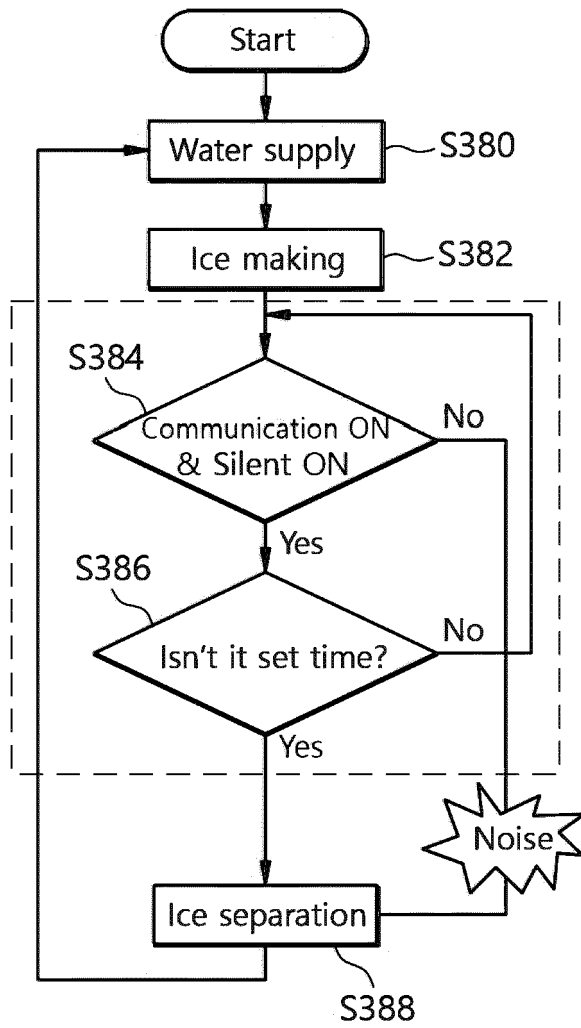 Start
Water supply
S380
Ice making
S382
S384
Communication ON
& Silent ON
No
Yes
S386
Isn't it set time?
No
Yes
Noise
Ice separation
S388